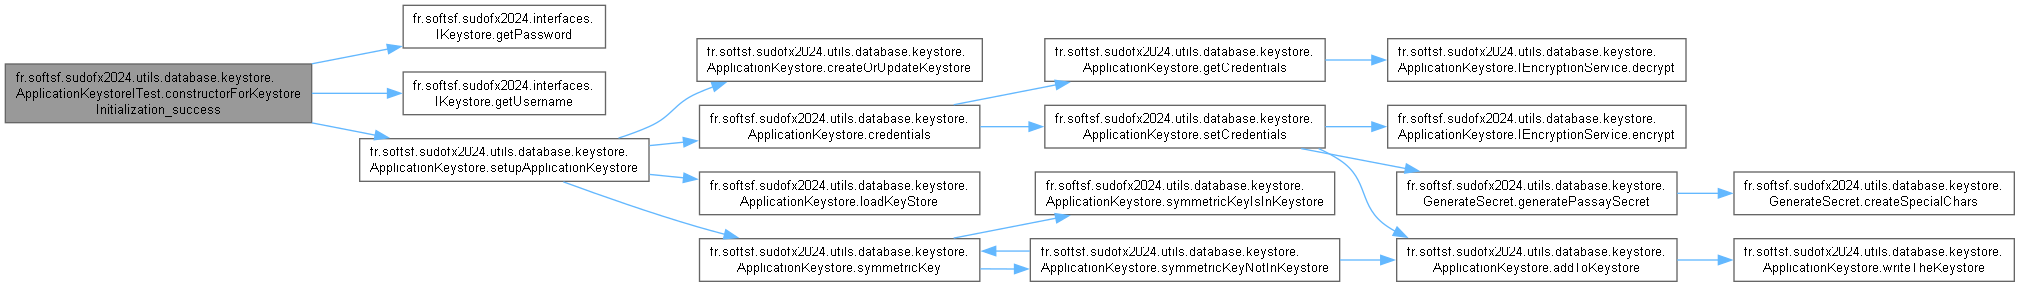 fr.softsf.sudofx2024.utils.database.keystore.
ApplicationKeystoreITest.constructorForKeystore
Initialization_success
fr.softsf.sudofx2024.interfaces.
IKeystore.getPassword
fr.softsf.sudofx2024.interfaces.
IKeystore.getUsername
fr.softsf.sudofx2024.utils.database.keystore.
ApplicationKeystore.setupApplicationKeystore
fr.softsf.sudofx2024.utils.database.keystore.
ApplicationKeystore.createOrUpdateKeystore
fr.softsf.sudofx2024.utils.database.keystore.
ApplicationKeystore.credentials
fr.softsf.sudofx2024.utils.database.keystore.
ApplicationKeystore.loadKeyStore
fr.softsf.sudofx2024.utils.database.keystore.
ApplicationKeystore.symmetricKey
fr.softsf.sudofx2024.utils.database.keystore.
ApplicationKeystore.getCredentials
fr.softsf.sudofx2024.utils.database.keystore.
ApplicationKeystore.setCredentials
fr.softsf.sudofx2024.utils.database.keystore.
ApplicationKeystore.symmetricKeyIsInKeystore
fr.softsf.sudofx2024.utils.database.keystore.
ApplicationKeystore.symmetricKeyNotInKeystore
fr.softsf.sudofx2024.utils.database.keystore.
ApplicationKeystore.IEncryptionService.decrypt
fr.softsf.sudofx2024.utils.database.keystore.
ApplicationKeystore.IEncryptionService.encrypt
fr.softsf.sudofx2024.utils.database.keystore.
GenerateSecret.generatePassaySecret
fr.softsf.sudofx2024.utils.database.keystore.
ApplicationKeystore.addToKeystore
fr.softsf.sudofx2024.utils.database.keystore.
GenerateSecret.createSpecialChars
fr.softsf.sudofx2024.utils.database.keystore.
ApplicationKeystore.writeTheKeystore